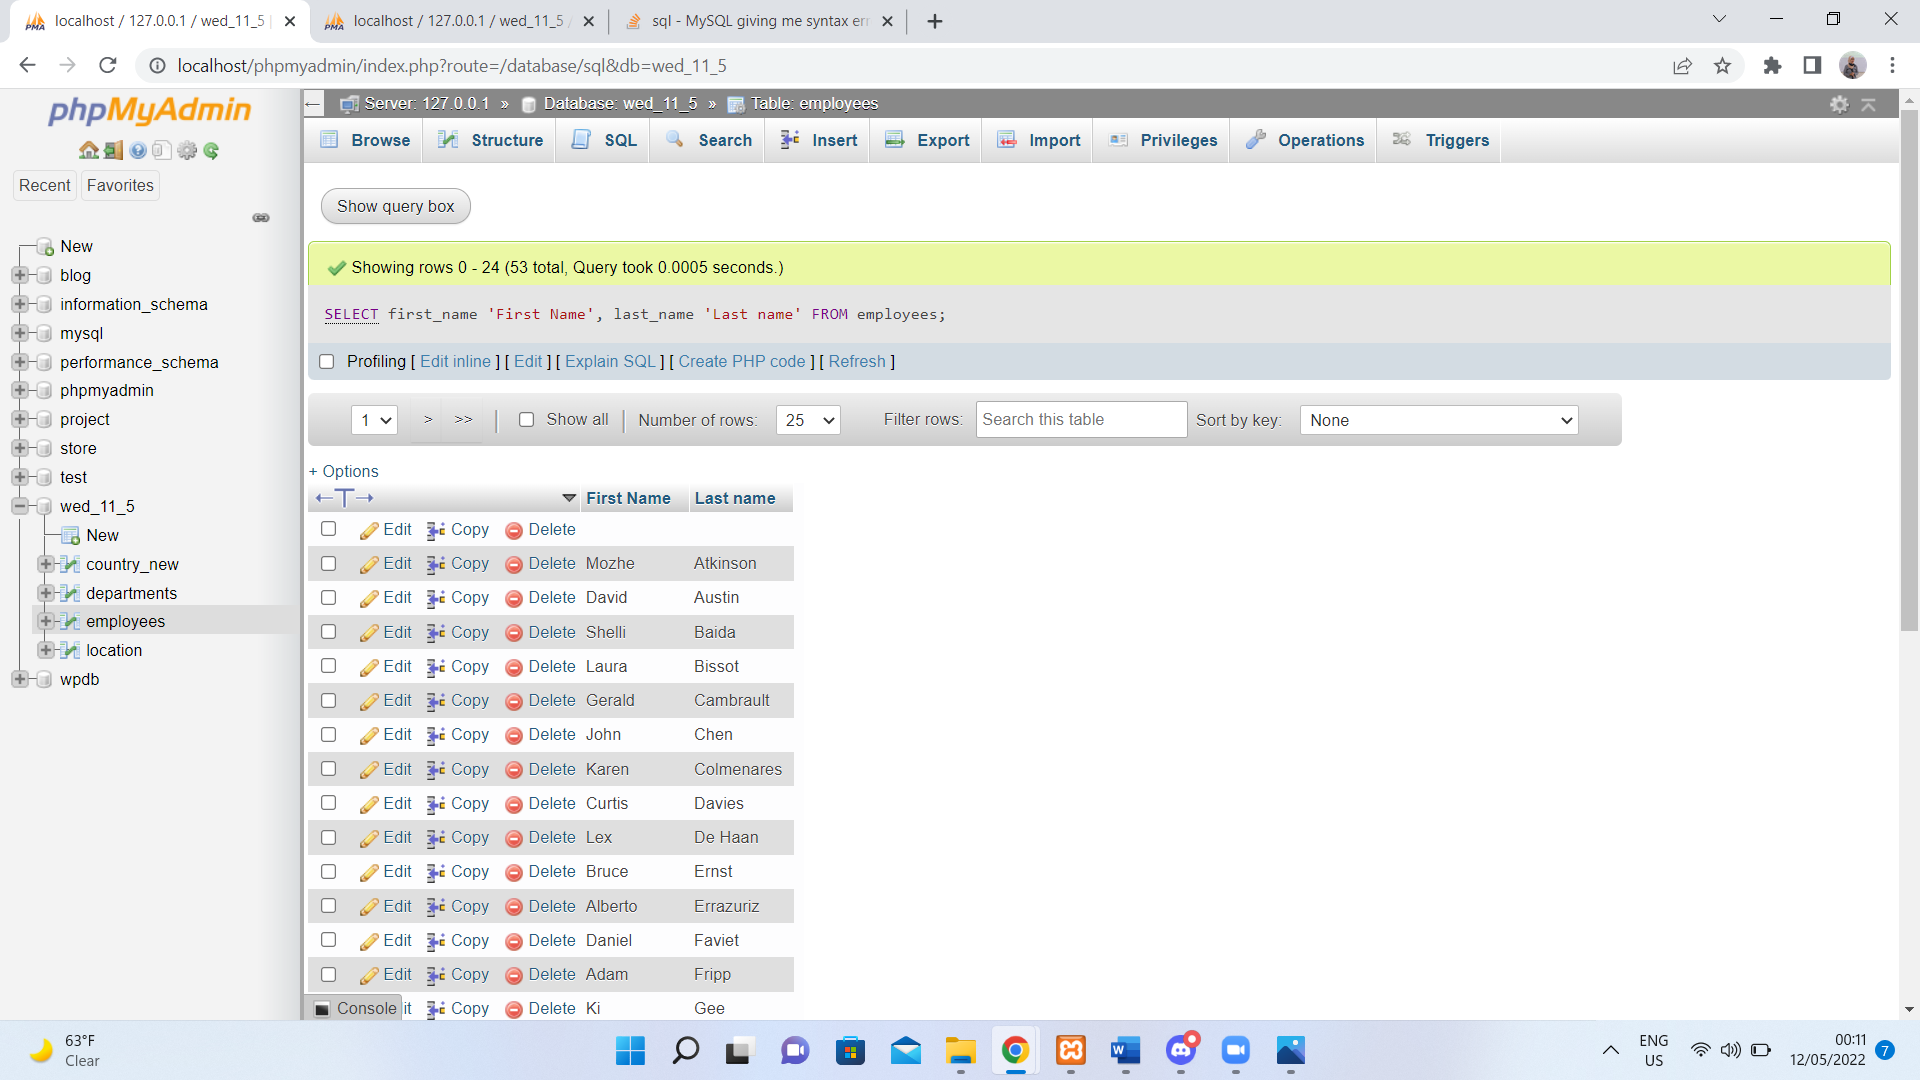 localhost / 127.0.0.1 / wed_11_5 |
localhost / 127.0.0.1 / wed_11_5 /
sql - MySQL giving me syntax err
localhost/phpmyadmin/index.php?route=/database/sql&db=wed_11_5
phpMyAdmin
Recent
Favorites
New
blog
information_schema
mysql
performance_schema
phpmyadmin
project
store
test
wed_11_5
New
country_new
departments
employees
location
wpdb
Server: 127.0.0.1 » Database: wed_11_5 » Table: employees
Browse Structure SQL Search Insert Export Import Privileges Operations Triggers
Show query box
Showing rows 0 - 24 (53 total, Query took 0.0005 seconds.)
SELECT first_name 'First Name', last_name 'Last name' FROM employees;
Profiling [ Edit inline ] [ Edit ] [ Explain SQL ] [ Create PHP code ] [ Refresh ]
1 > >> | Show all | Number of rows: 25 Filter rows: Search this table Sort by key: None
+ Options
←T→ First Name Last name
Edit Copy Delete
Edit Copy Delete Mozhe Atkinson
Edit Copy Delete David Austin
Edit Copy Delete Shelli Baida
Edit Copy Delete Laura Bissot
Edit Copy Delete Gerald Cambrault
Edit Copy Delete John Chen
Edit Copy Delete Karen Colmenares
Edit Copy Delete Curtis Davies
Edit Copy Delete Lex De Haan
Edit Copy Delete Bruce Ernst
Edit Copy Delete Alberto Errazuriz
Edit Copy Delete Daniel Faviet
Edit Copy Delete Adam Fripp
Console it Copy Delete Ki Gee
63°F
Clear
ENG
US
00:11
12/05/2022
7